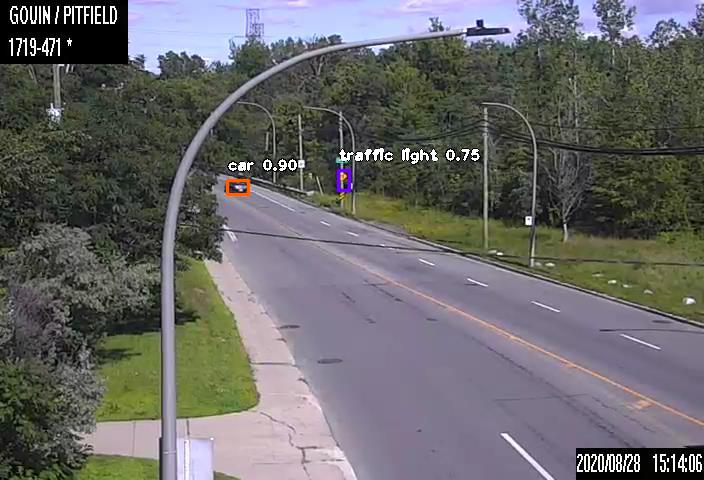 GOUIN / PITFIELD
1719-471 *
car 0.90
traffic light 0.75
2020/08/28 15:14:06